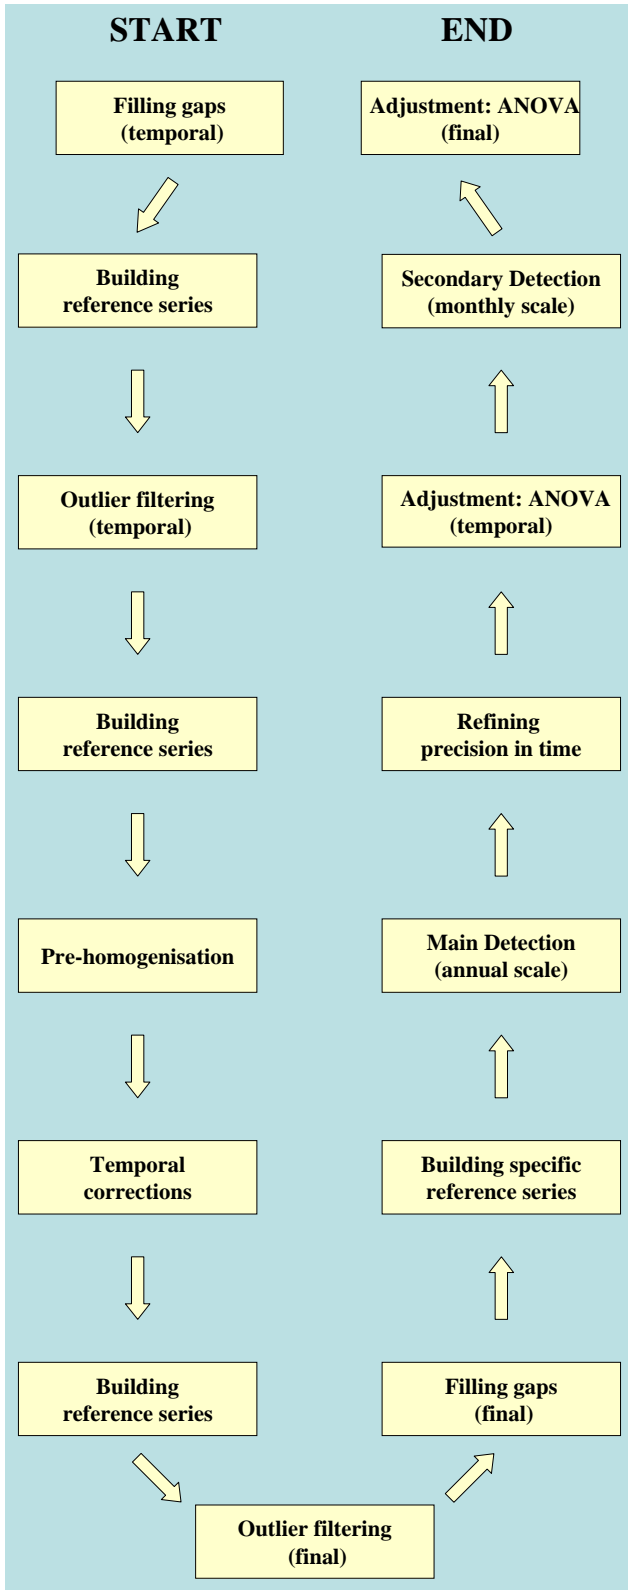 START
END
Filling gaps
(temporal)
Building
reference series
Outlier filtering
(temporal)
Building
reference series
Pre-homogenisation
Temporal
corrections
Building
reference series
Outlier filtering
(final)
Filling gaps
(final)
Building specific
reference series
Main Detection
(annual scale)
Refining
precision in time
Adjustment: ANOVA
(temporal)
Secondary Detection
(monthly scale)
Adjustment: ANOVA
(final)